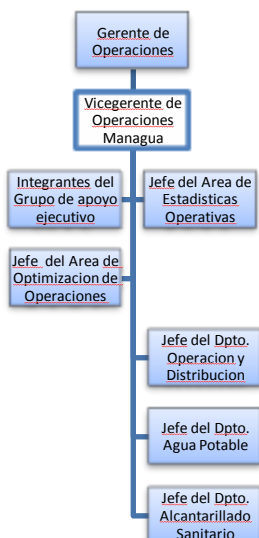 Gerente de
Operaciones
Vicegerente de
Operaciones
Managua
Integrantes del
Grupo de apoyo
ejecutivo
Jefe del Area de
Estadisticas
Operativas
Jefe del Area de
Optimizacion de
Operaciones
Jefe del Dpto.
Operacion y
Distribucion
Jefe del Dpto.
Agua Potable
Jefe del Dpto.
Alcantarillado
Sanitario